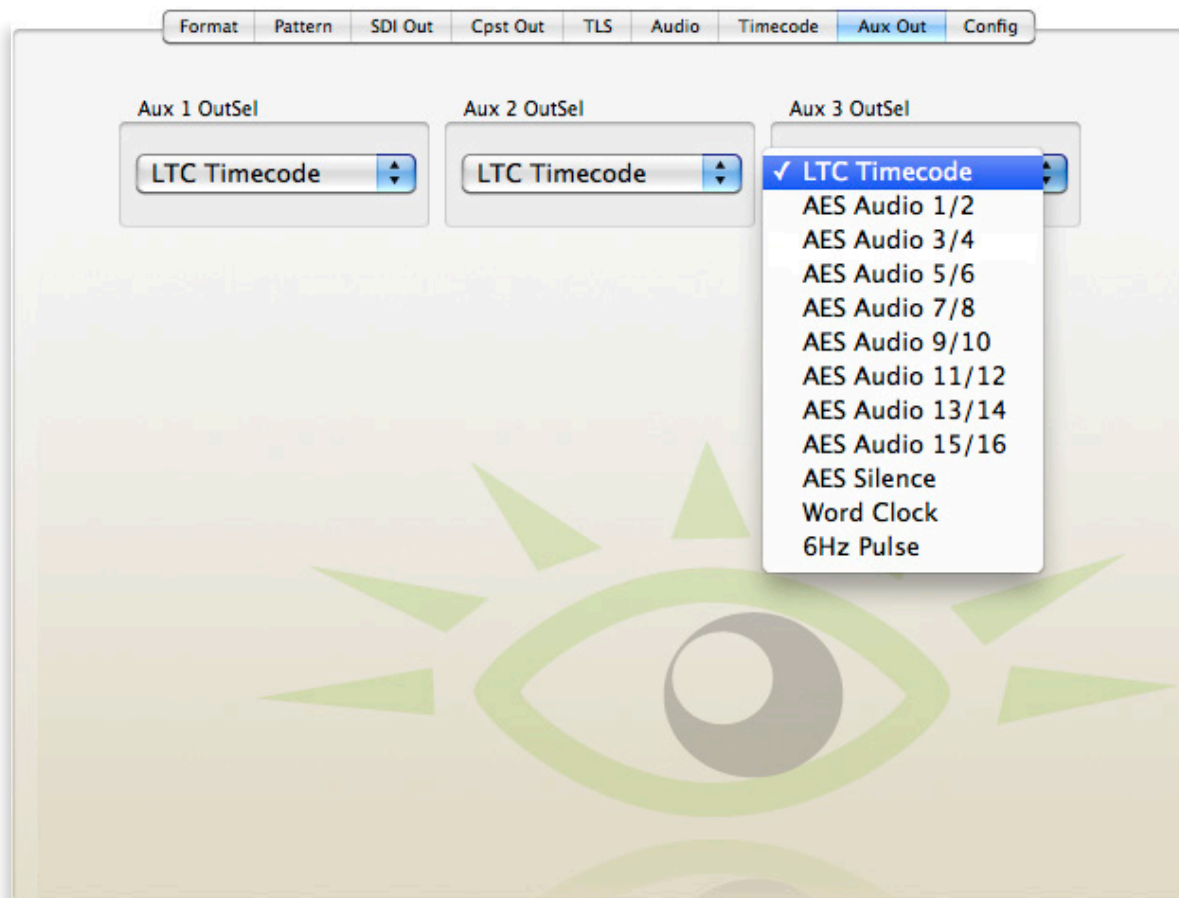 Format Pattern SDI Out Cpst Out TLS Audio Timecode Aux Out Config
Aux 1 OutSel Aux 2 OutSel Aux 3 OutSel
LTC Timecode LTC Timecode ✓ LTC Timecode
AES Audio 1/2
AES Audio 3/4
AES Audio 5/6
AES Audio 7/8
AES Audio 9/10
AES Audio 11/12
AES Audio 13/14
AES Audio 15/16
AES Silence
Word Clock
6Hz Pulse